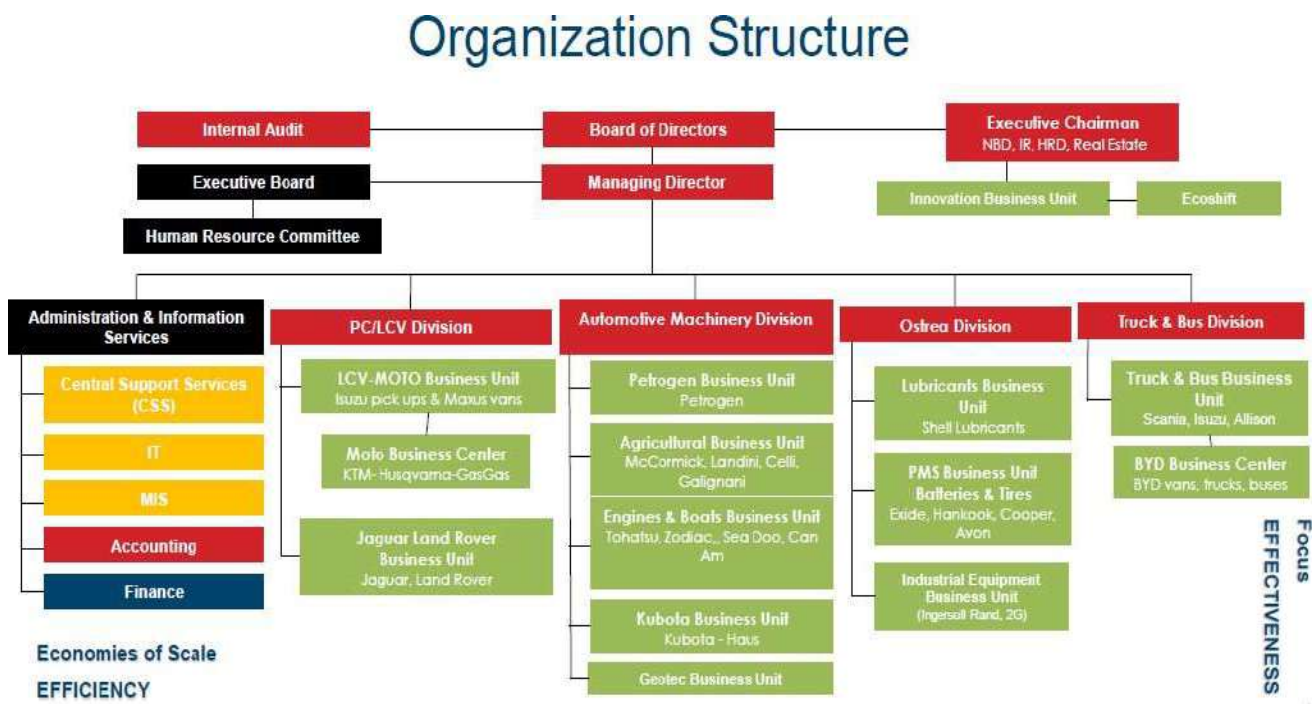 Organization Structure
Internal Audit
Board of Directors
Executive Chairman
NBD, IR, HRD, Real Estate
Executive Board
Managing Director
Innovation Business Unit
Ecoshift
Human Resource Committee
Administration & Information
Services
Central Support Services
(CSS)
IT
MIS
Accounting
Finance
PC/LCV Division
LCV-MOTO Business Unit
Isuzu pick ups & Maxus vans
Moto Business Center
KTM-Husqvarna-GasGas
Jaguar Land Rover
Business Unit
Jaguar, Land Rover
Automotive Machinery Division
Petrogen Business Unit
Petrogen
Agricultural Business Unit
McCormick, Landini, Celli,
Galignani
Engines & Boats Business Unit
Tohatsu, Zodiac,, Sea Doo, Can
Am
Kubota Business Unit
Kubota - Haus
Geotec Business Unit
Ostrea Division
Lubricants Business
Unit
Shell Lubricants
PMS Business Unit
Batteries & Tires
Exide, Hankook, Cooper,
Avon
Industrial Equipment
Business Unit
(Ingersoll Rand, 2G)
Truck & Bus Division
Truck & Bus Business
Unit
Scania, Isuzu, Allison
BYD Business Center
BYD vans, trucks, buses
Economies of Scale
EFFICIENCY
Focus
EFFECTIVENESS